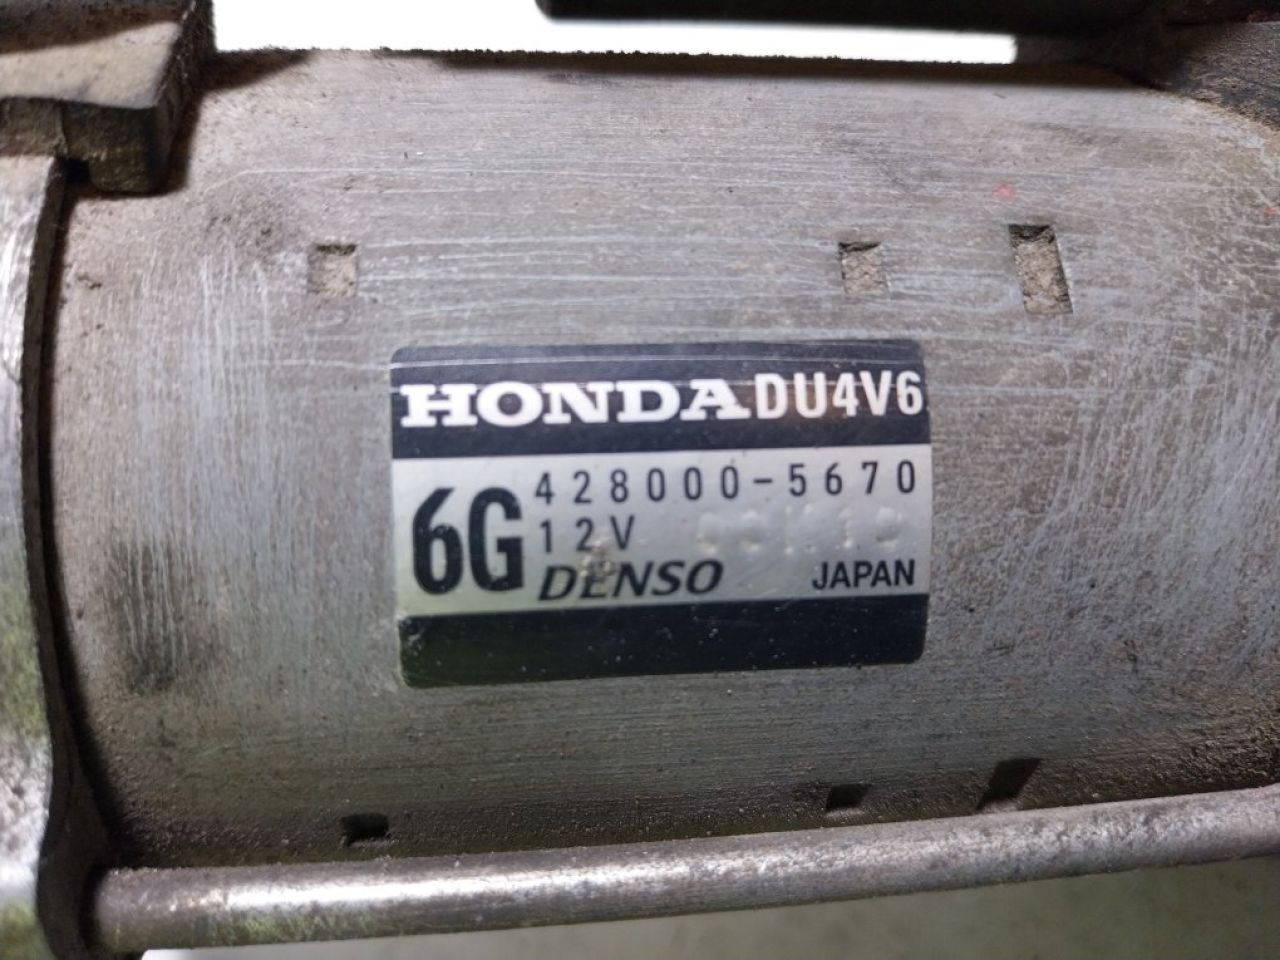 HONDA DU4V6
6G
428000-5670
12V
DENSO JAPAN